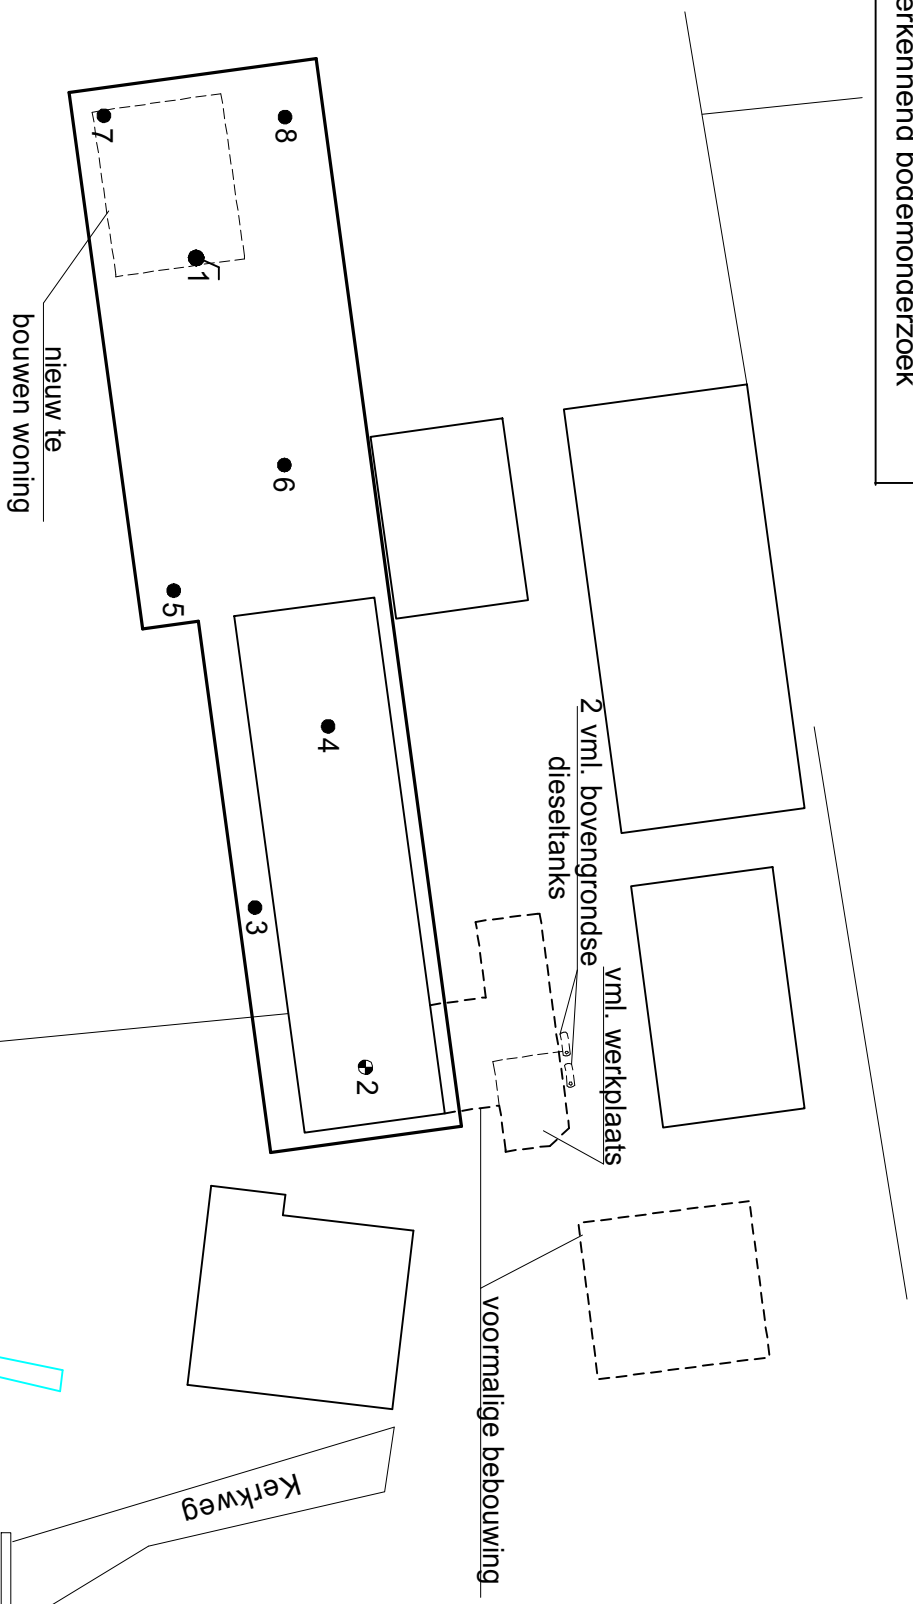 erkennend bodemonderzoek
8
7
1
nieuw te
bouwen woning
6
5
4
2 vml. bovengrondse
dieseltanks
3
vml. werkplaats
2
voormalige bebouwing
Kerkweg